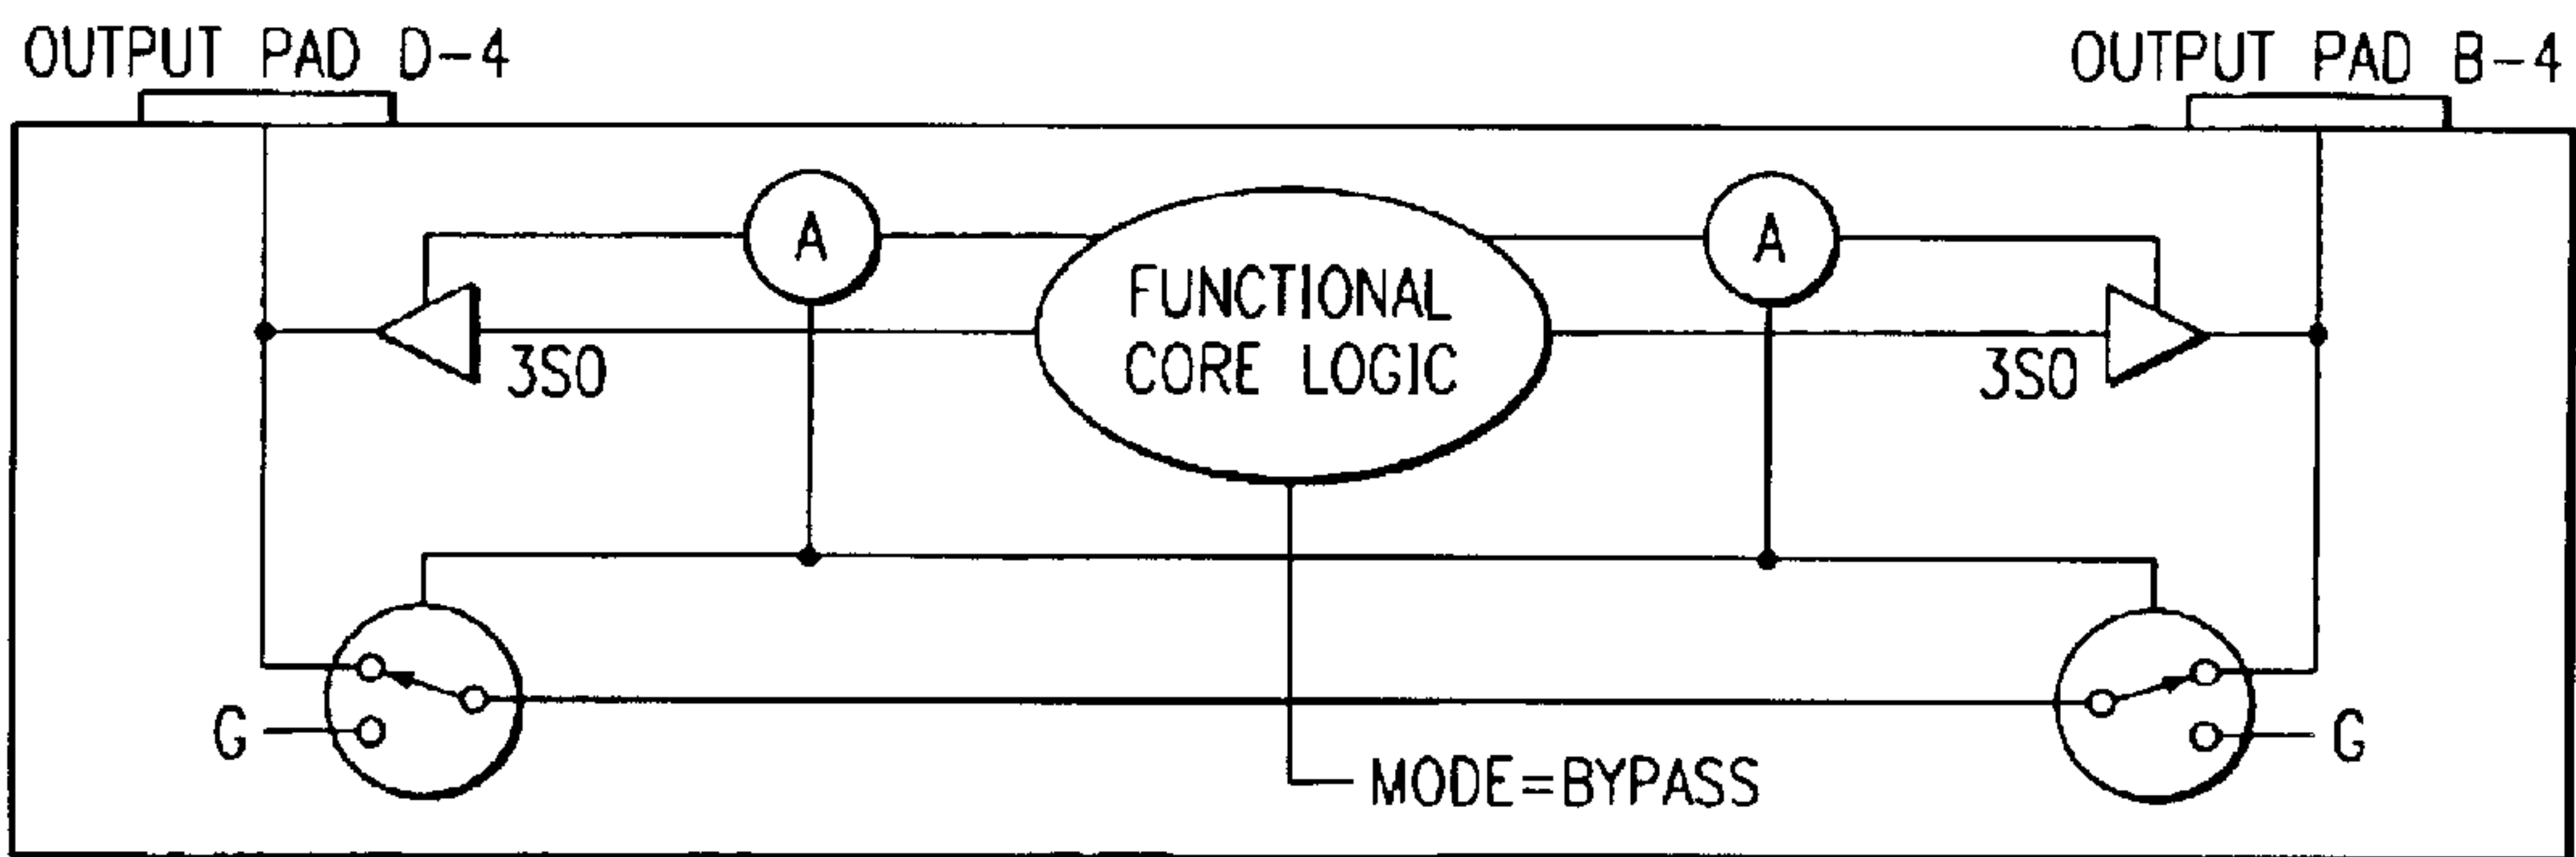 OUTPUT PAD D-4
OUTPUT PAD B-4
A
A
FUNCTIONAL
CORE LOGIC
3SO
3SO
G
G
MODE=BYPASS